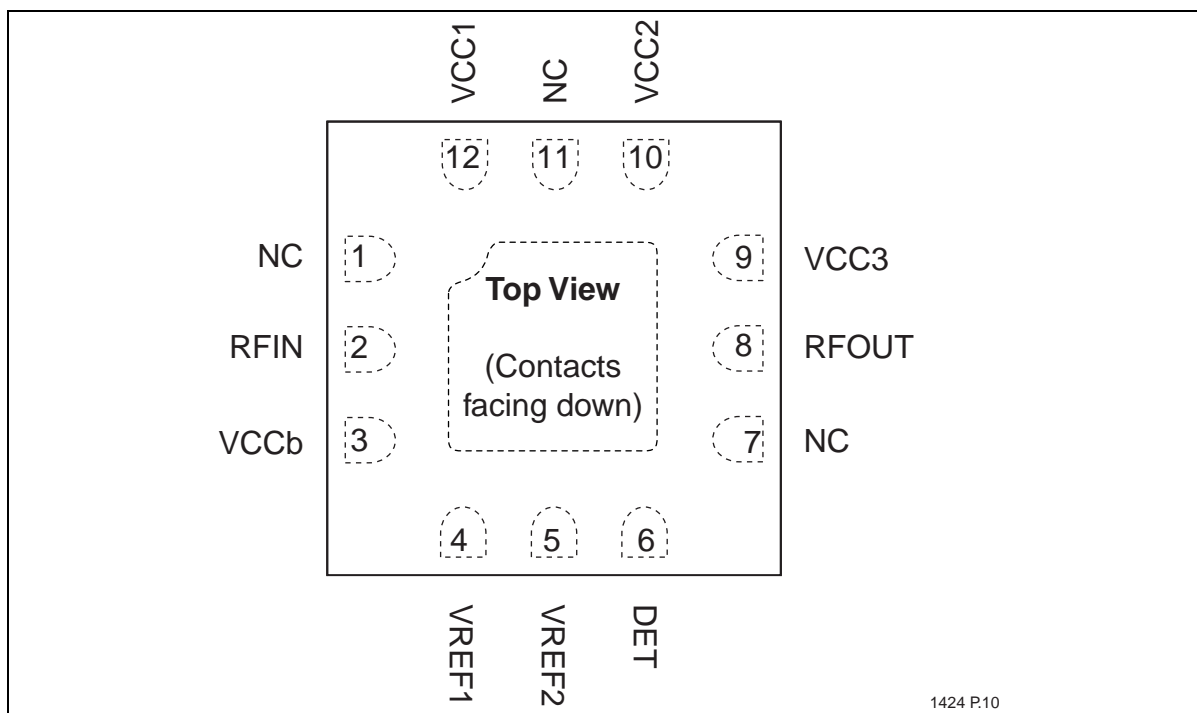 VCC1
NC
VCC2
12
11
10
NC
1
9
VCC3
Top View
RFIN
2
8
RFOUT
(Contacts
facing down)
VCCb
3
7
NC
4
5
6
VREF1
VREF2
DET
1424 P.10